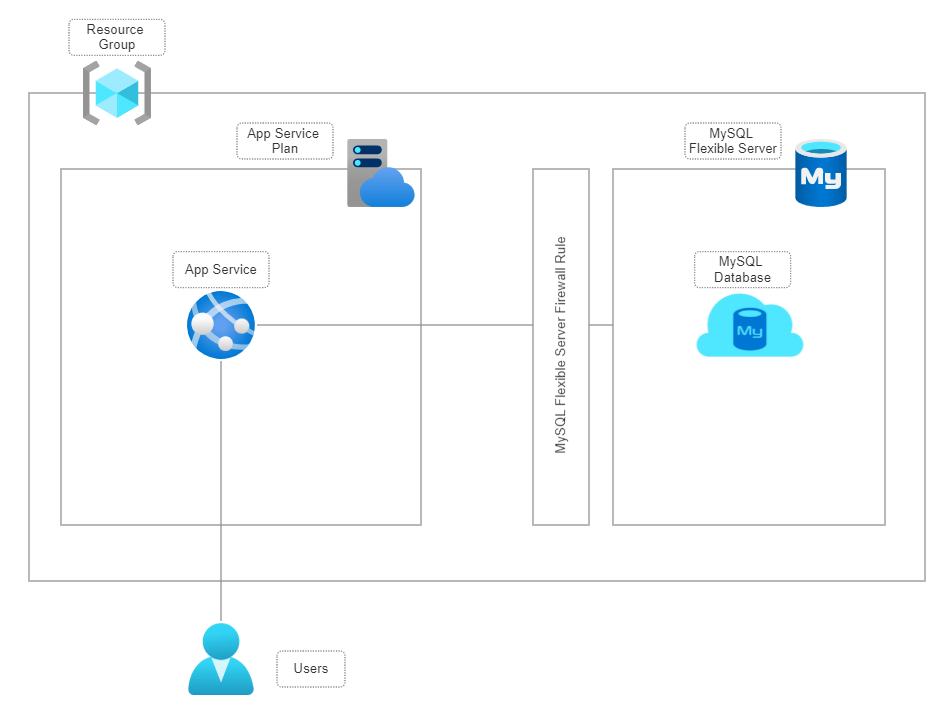 Resource
Group
App Service
Plan
MySQL
Flexible Server
My
App Service
MySQL Flexible Server Firewall Rule
MySQL
Database
My
Users